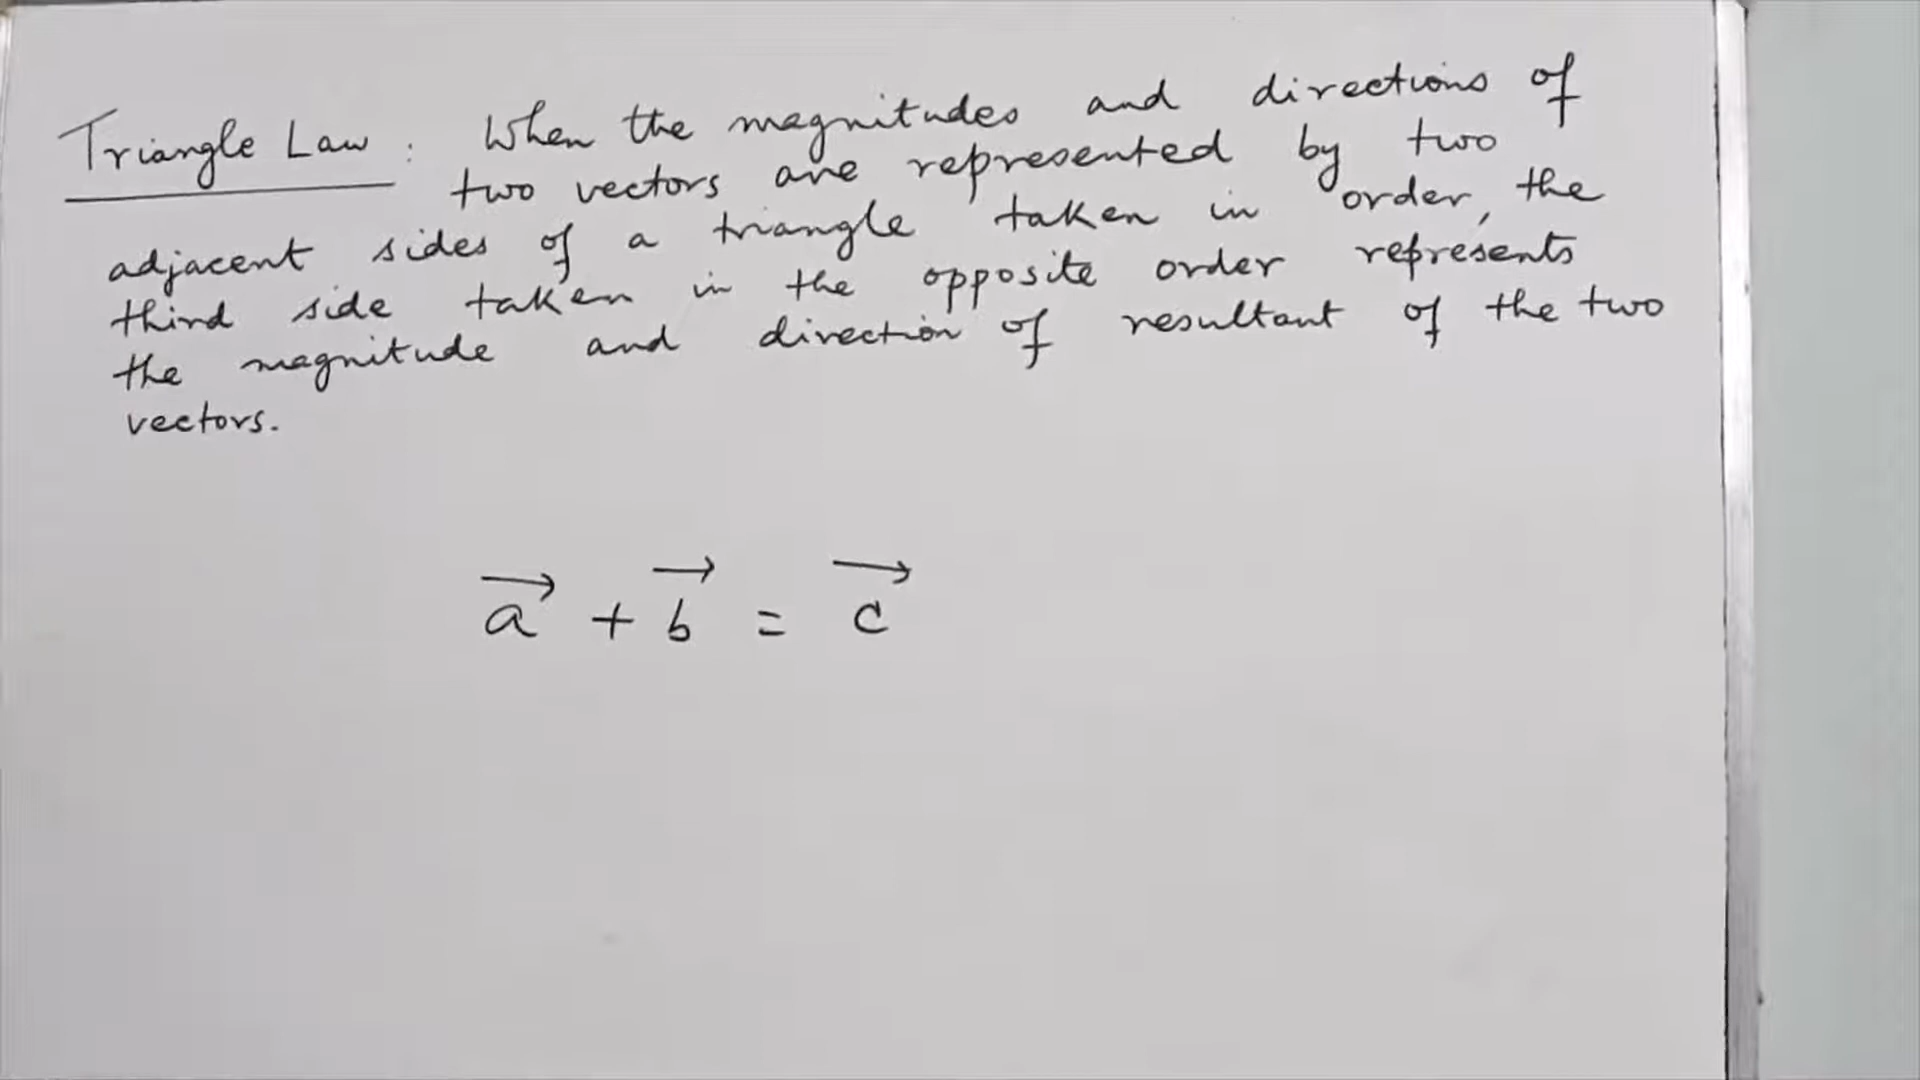 Triangle Law : When the magnitudes and directions of
two vectors are represented by two
adjacent sides of a triangle taken in order, the
third side taken in the opposite order represents
the magnitude and direction of resultant of the two
vectors.
a⃗ + b⃗ = c⃗